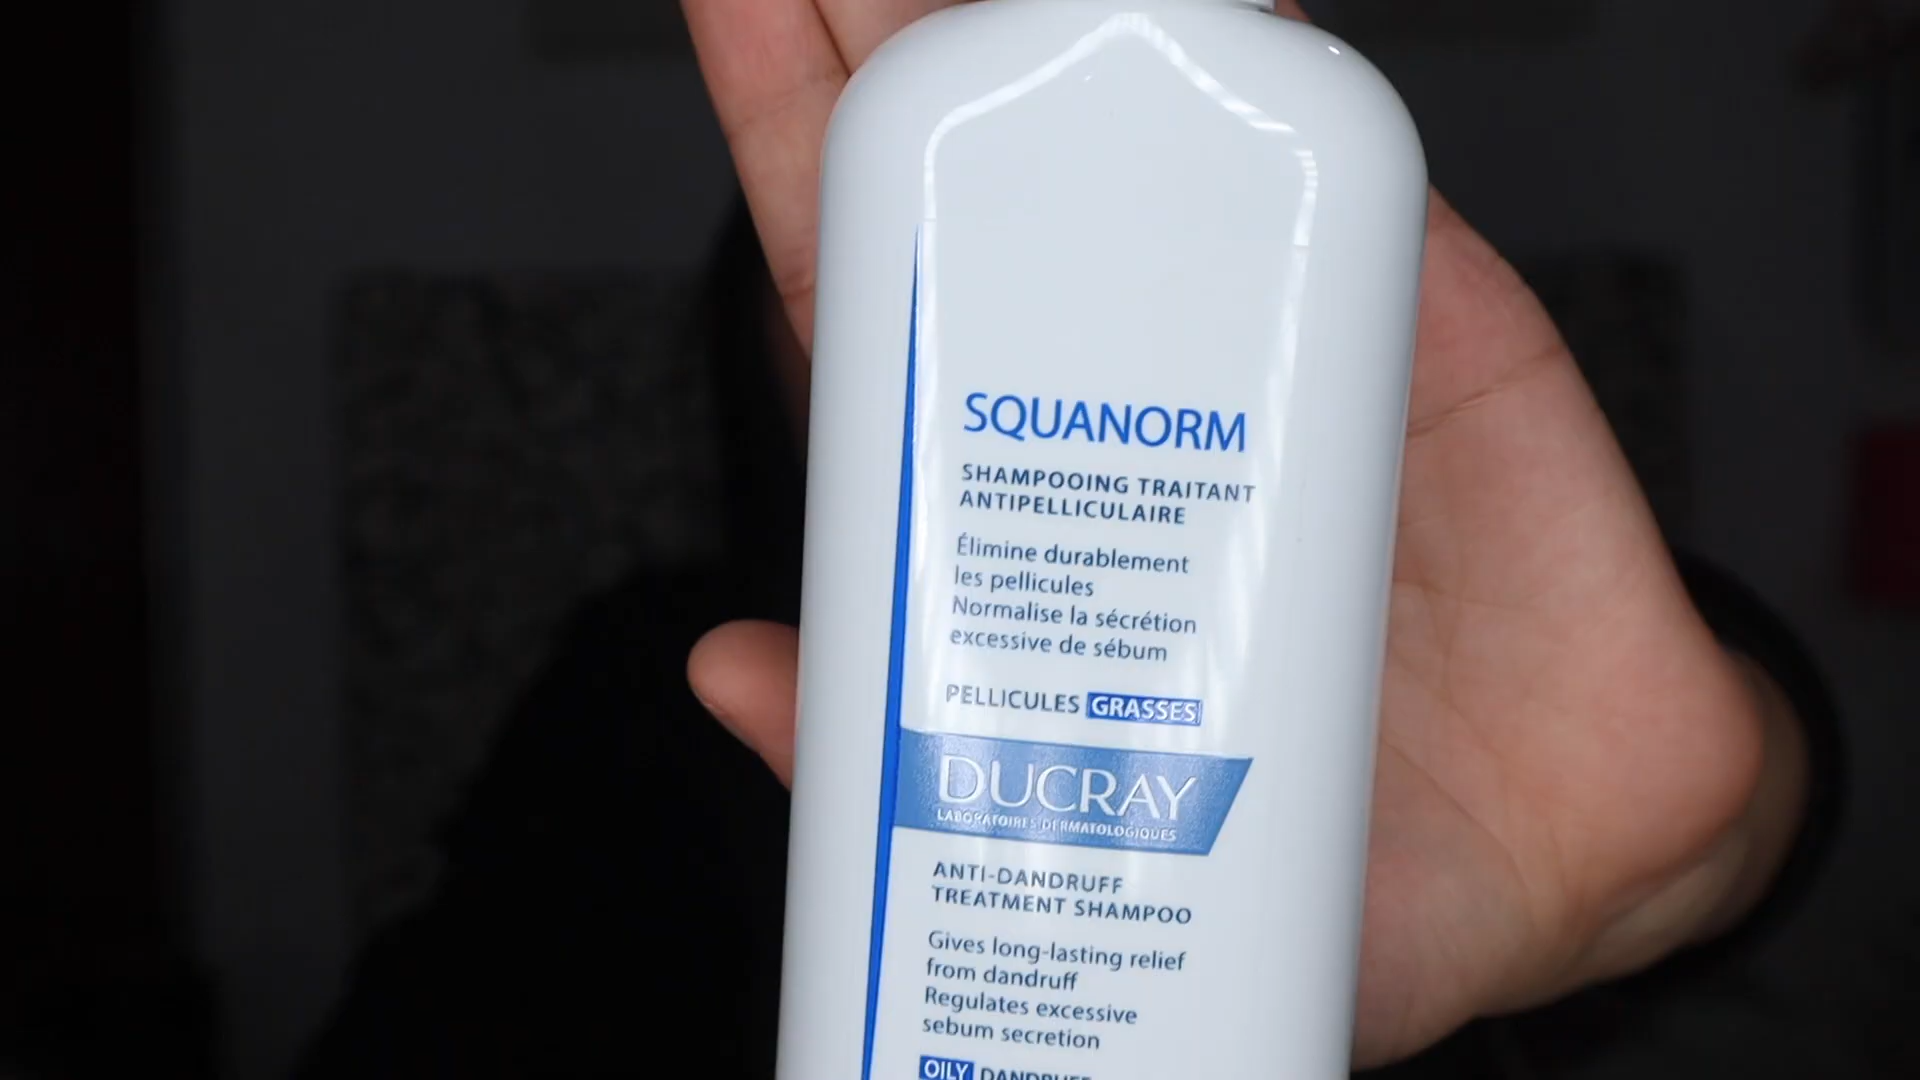 SQUANORM
SHAMPOOING TRAITANT
ANTIPELLICULAIRE
Élimine durablement
les pellicules
Normalise la sécrétion
excessive de sébum
PELLICULES GRASSES
DUCRAY
LABORATOIRES DERMATOLOGIQUES
ANTI-DANDRUFF
TREATMENT SHAMPOO
Gives long-lasting relief
from dandruff
Regulates excessive
sebum secretion
OILY DANDRUFF